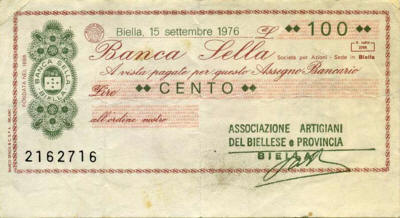 Biella, 15 settembre 1976
L. ❖❖ 100 ❖❖
Banca Sella
Società per Azioni - Sede in Biella
A vista pagate per questo Assegno Bancario
Lire ❖❖ CENTO ❖❖
all'ordine nostro
FONDATA NEL 1886
BANCA SELLA
BIELLA
ASSOCIAZIONE ARTIGIANI
DEL BIELLESE e PROVINCIA
BIELLA
2162716